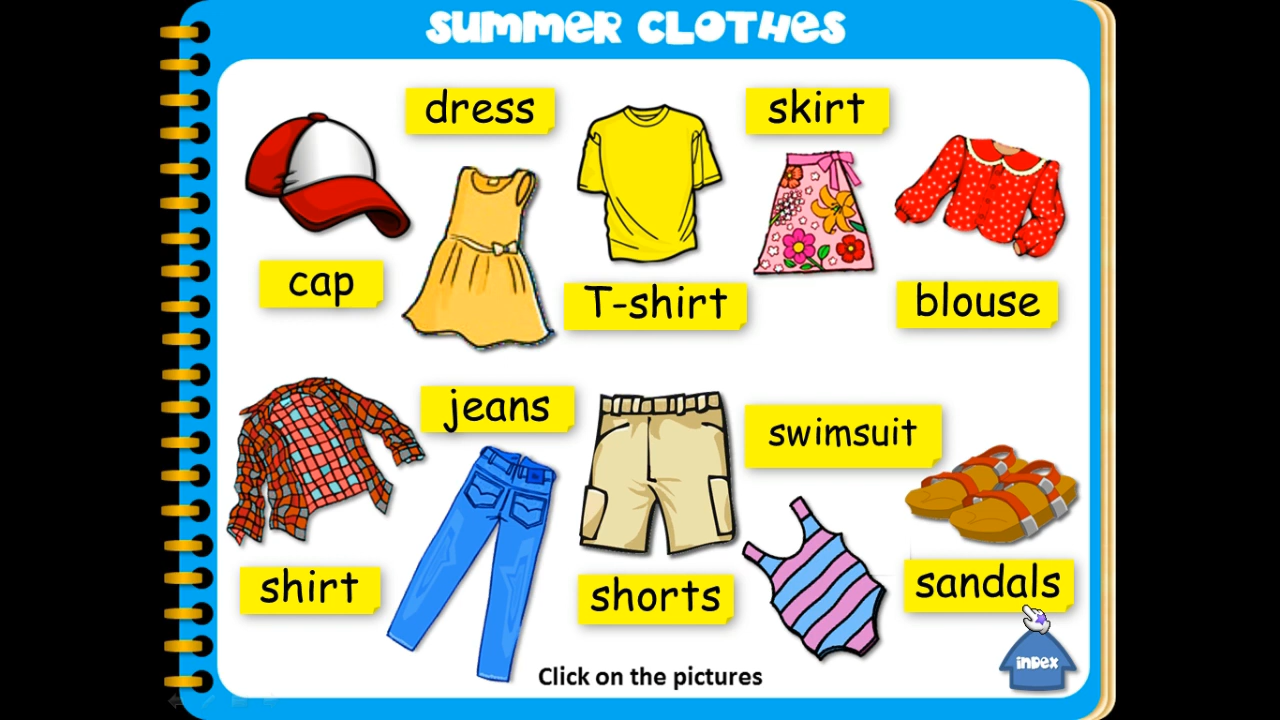 SUMMER CLOTHES
dress
skirt
cap
T-shirt
blouse
jeans
swimsuit
shirt
shorts
sandals
INDEX
Click on the pictures